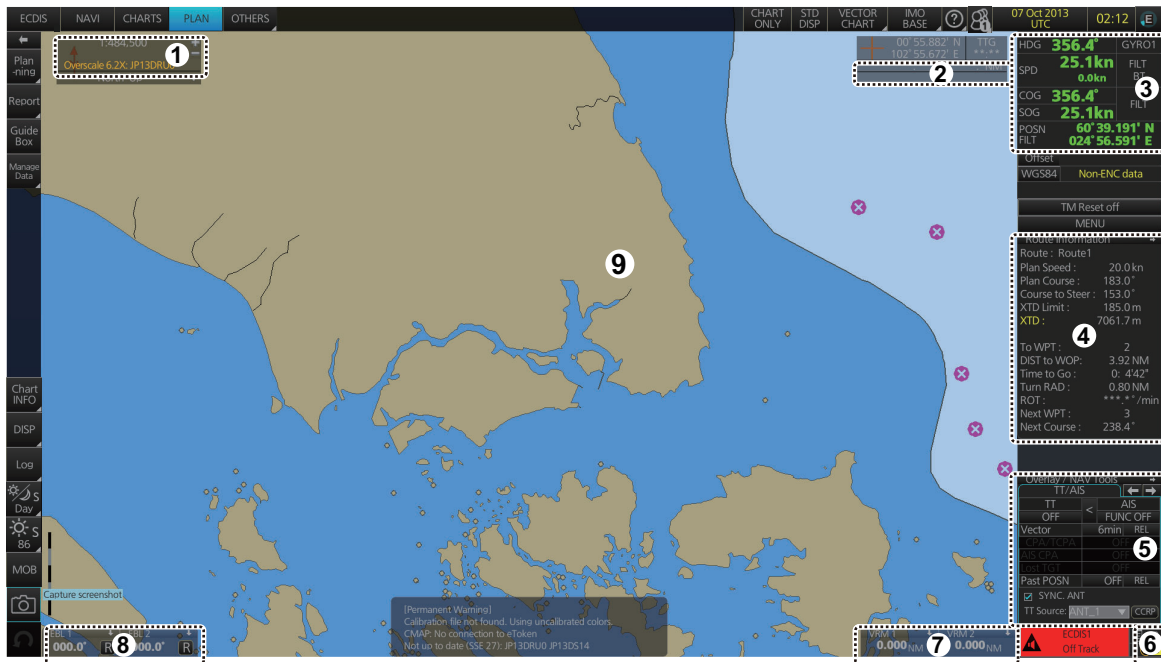 ECDIS NAVI CHARTS PLAN OTHERS
CHART ONLY STD DISP VECTOR CHART IMO BASE ? 1
07 Oct 2013 UTC 02:12 E
Plan -ning
Report
Guide Box
Manage Data
1:484,500 +
Overscale 6.2X: JP13DRU0
1
00°55.882' N TTG
102°55.672' E **:**
NM
2
HDG 356.4° GYRO1
SPD 25.1kn FILT
0.0kn BT
COG 356.4°
SOG 25.1kn FILT
POSN 60°39.191' N
FILT 024°56.591' E
3
Offset
WGS84 Non-ENC data
TM Reset off
MENU
Route Information
Route : Route1
Plan Speed : 20.0 kn
Plan Course : 183.0°
Course to Steer : 153.0°
XTD Limit : 185.0 m
XTD : 7061.7 m
4
To WPT : 2
DIST to WOP: 3.92 NM
Time to Go : 0: 4'42"
Turn RAD : 0.80 NM
ROT : ***.*°/min
Next WPT : 3
Next Course : 238.4°
9
Chart INFO
DISP
Log
S
Day
S
86
MOB
Capture screenshot
Overlay / NAV Tools
TT/AIS
TT < AIS
OFF FUNC OFF
Vector 6min REL
CPA/TCPA OFF
AIS CPA OFF
Lost TGT OFF
5
Past POSN OFF REL
SYNC. ANT
TT Source: ANT_1 CCRP
[Permanent Warning]
Calibration file not found. Using uncalibrated colors.
CMAP: No connection to eToken
Not up to date (SSE 27): JP13DRU0 JP13DS14
EBL 1 EBL 2
000.0° R 000.0° R
8
VRM 1 VRM 2
0.000 NM 0.000 NM
7
ECDIS1
Off Track
6